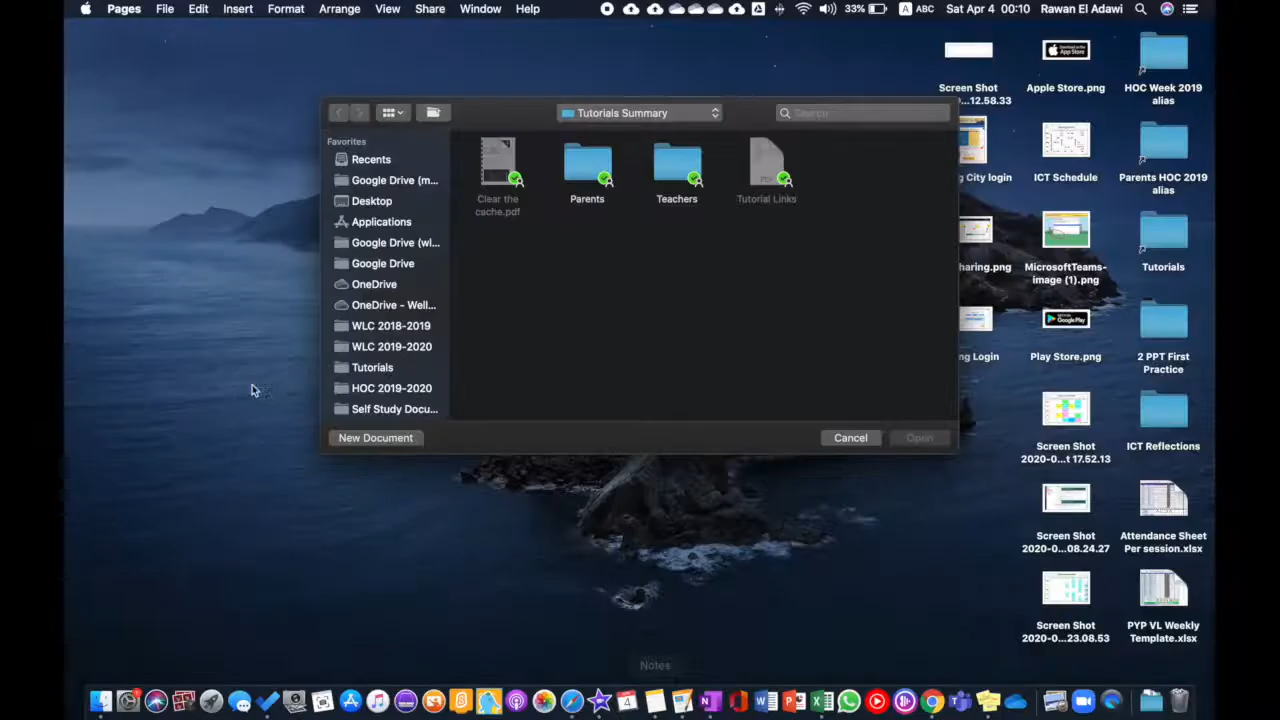 Pages File Edit Insert Format Arrange View Share Window Help 33% A ABC Sat Apr 4 00:10 Rawan El Adawi
Tutorials Summary
Search
Favorites
Recents
Google Drive (m...
Desktop
Applications
Google Drive (wl...
Google Drive
OneDrive
OneDrive - Well...
WLC 2018-2019
WLC 2019-2020
Tutorials
HOC 2019-2020
Self Study Docu...
Clear the
cache.pdf
Parents
Teachers
PDF
Tutorial Links
New Document
Cancel
Open
Screen Shot
...12.58.33
Apple Store.png
HOC Week 2019
alias
g City login
ICT Schedule
Parents HOC 2019
alias
haring.png
MicrosoftTeams-
image (1).png
Tutorials
ng Login
Google Play
Play Store.png
2 PPT First
Practice
Screen Shot
2020-0...t 17.52.13
ICT Reflections
Screen Shot
2020-0...08.24.27
Attendance Sheet
Per session.xlsx
Screen Shot
2020-0...23.08.53
PYP VL Weekly
Template.xlsx
Notes